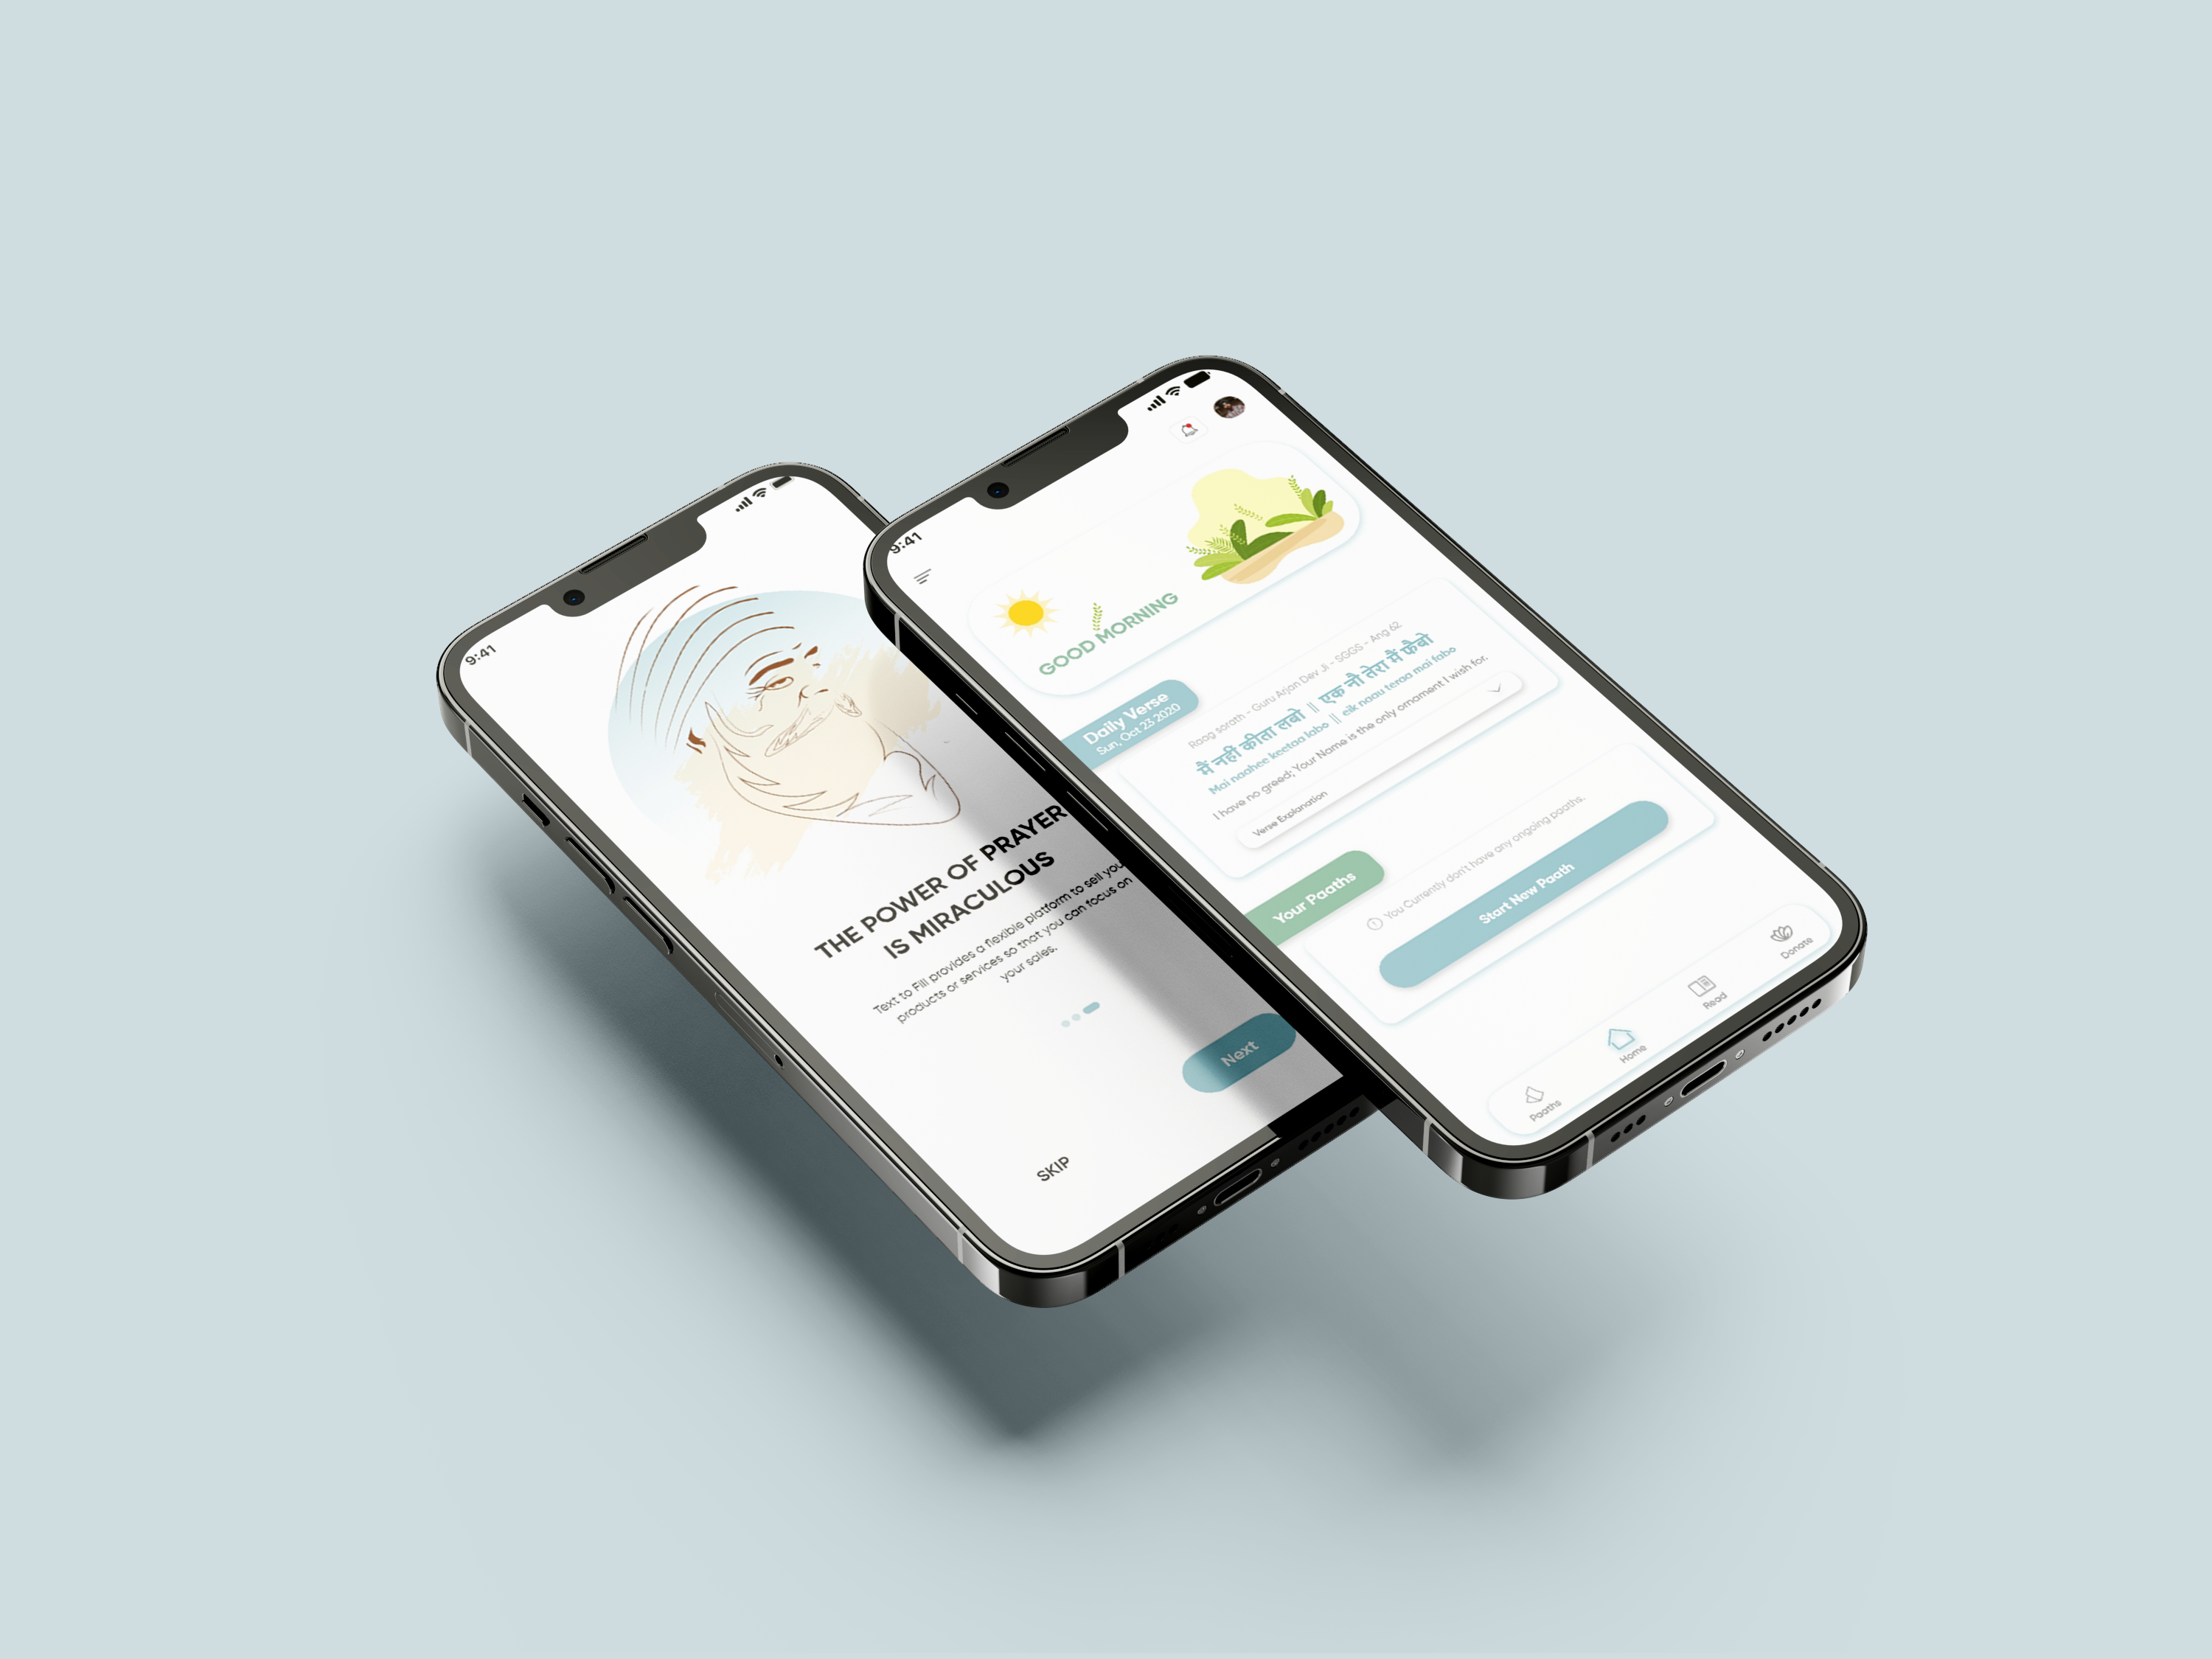 9:41
THE POWER OF PRAYER
IS MIRACULOUS
Text to Fill provides a flexible platform to sell you
products or services so that you can focus on
your sales.
Next
SKIP
9:41
GOOD MORNING
Daily Verse
Sun, Oct 23 2020
Raag sorath - Guru Arjan Dev Ji - SGGS - Ang 62
मैं नहीं कीता लबो || एक नौ तेरा मैं फैबो
Mai naahee keetaa labo || eik naau teraa mai fabo
I have no greed; Your Name is the only ornament I wish for.
Verse Explanation
Your Paaths
You Currently don't have any ongoing paaths.
Start New Paath
Paaths
Home
Read
Donate